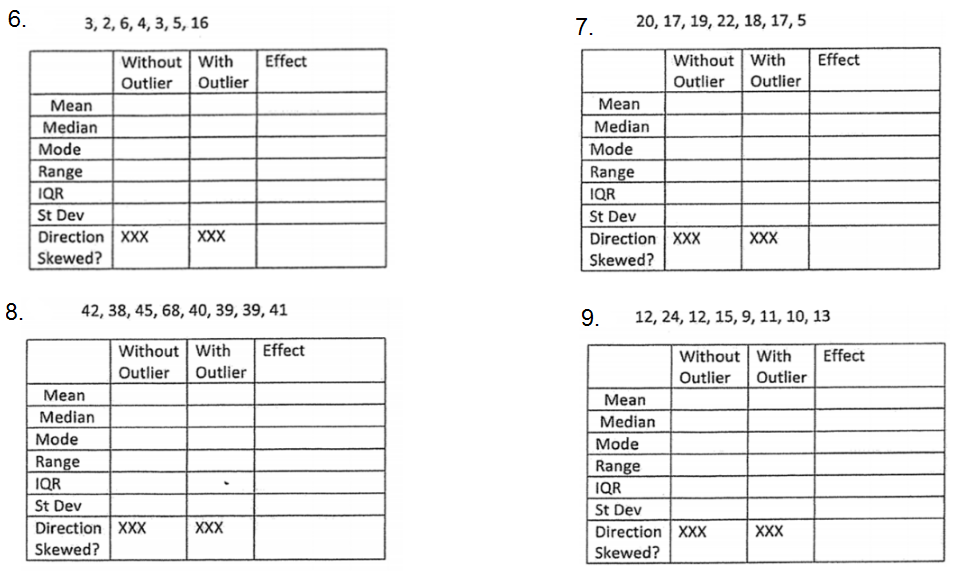 6. 3, 2, 6, 4, 3, 5, 16
Without With Effect
Outlier Outlier
Mean
Median
Mode
Range
IQR
St Dev
Direction XXX XXX
Skewed?
7. 20, 17, 19, 22, 18, 17, 5
Without With Effect
Outlier Outlier
Mean
Median
Mode
Range
IQR
St Dev
Direction XXX XXX
Skewed?
8. 42, 38, 45, 68, 40, 39, 39, 41
Without With Effect
Outlier Outlier
Mean
Median
Mode
Range
IQR
St Dev
Direction XXX XXX
Skewed?
9. 12, 24, 12, 15, 9, 11, 10, 13
Without With Effect
Outlier Outlier
Mean
Median
Mode
Range
IQR
St Dev
Direction XXX XXX
Skewed?